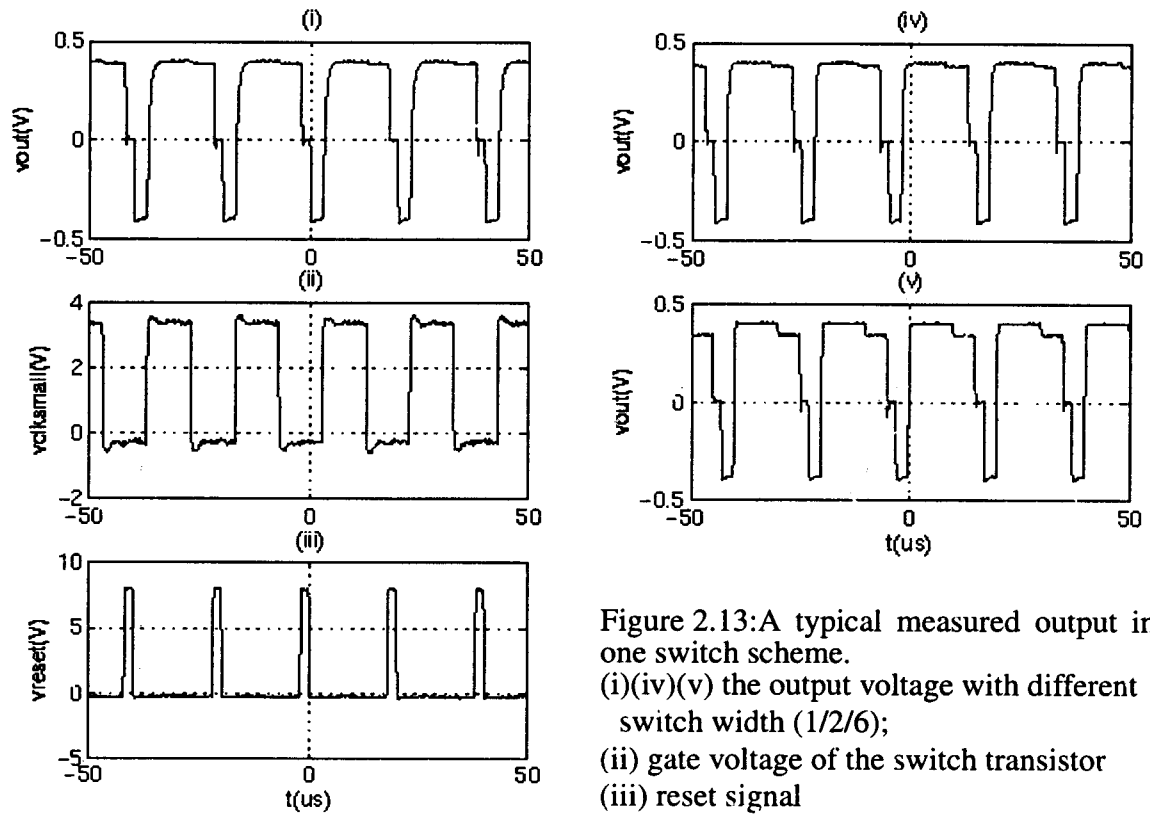 (i)
0.5
0
-0.5
vout(V)
-50
0
50
(ii)
4
2
0
-2
vclksmall(V)
-50
0
50
(iii)
10
5
0
-5
vreset(V)
-50
0
50
t(us)
(iv)
0.5
0
-0.5
vout(V)
-50
0
50
(v)
0.5
0
-0.5
vout(V)
-50
0
50
t(us)
Figure 2.13:A typical measured output in
one switch scheme.
(i)(iv)(v) the output voltage with different
switch width (1/2/6);
(ii) gate voltage of the switch transistor
(iii) reset signal